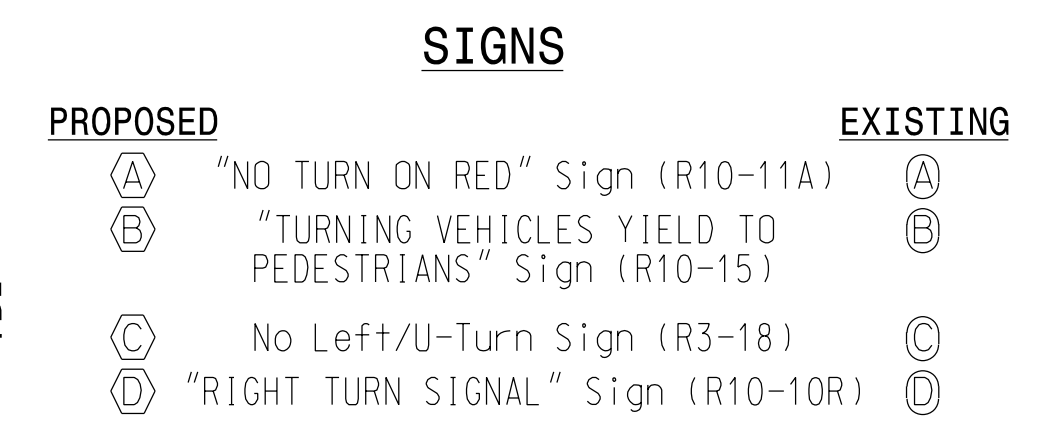 SIGNS
PROPOSED EXISTING
A "NO TURN ON RED" Sign (R10-11A) A
B "TURNING VEHICLES YIELD TO B
PEDESTRIANS" Sign (R10-15)
C No Left/U-Turn Sign (R3-18) C
D "RIGHT TURN SIGNAL" Sign (R10-10R) D